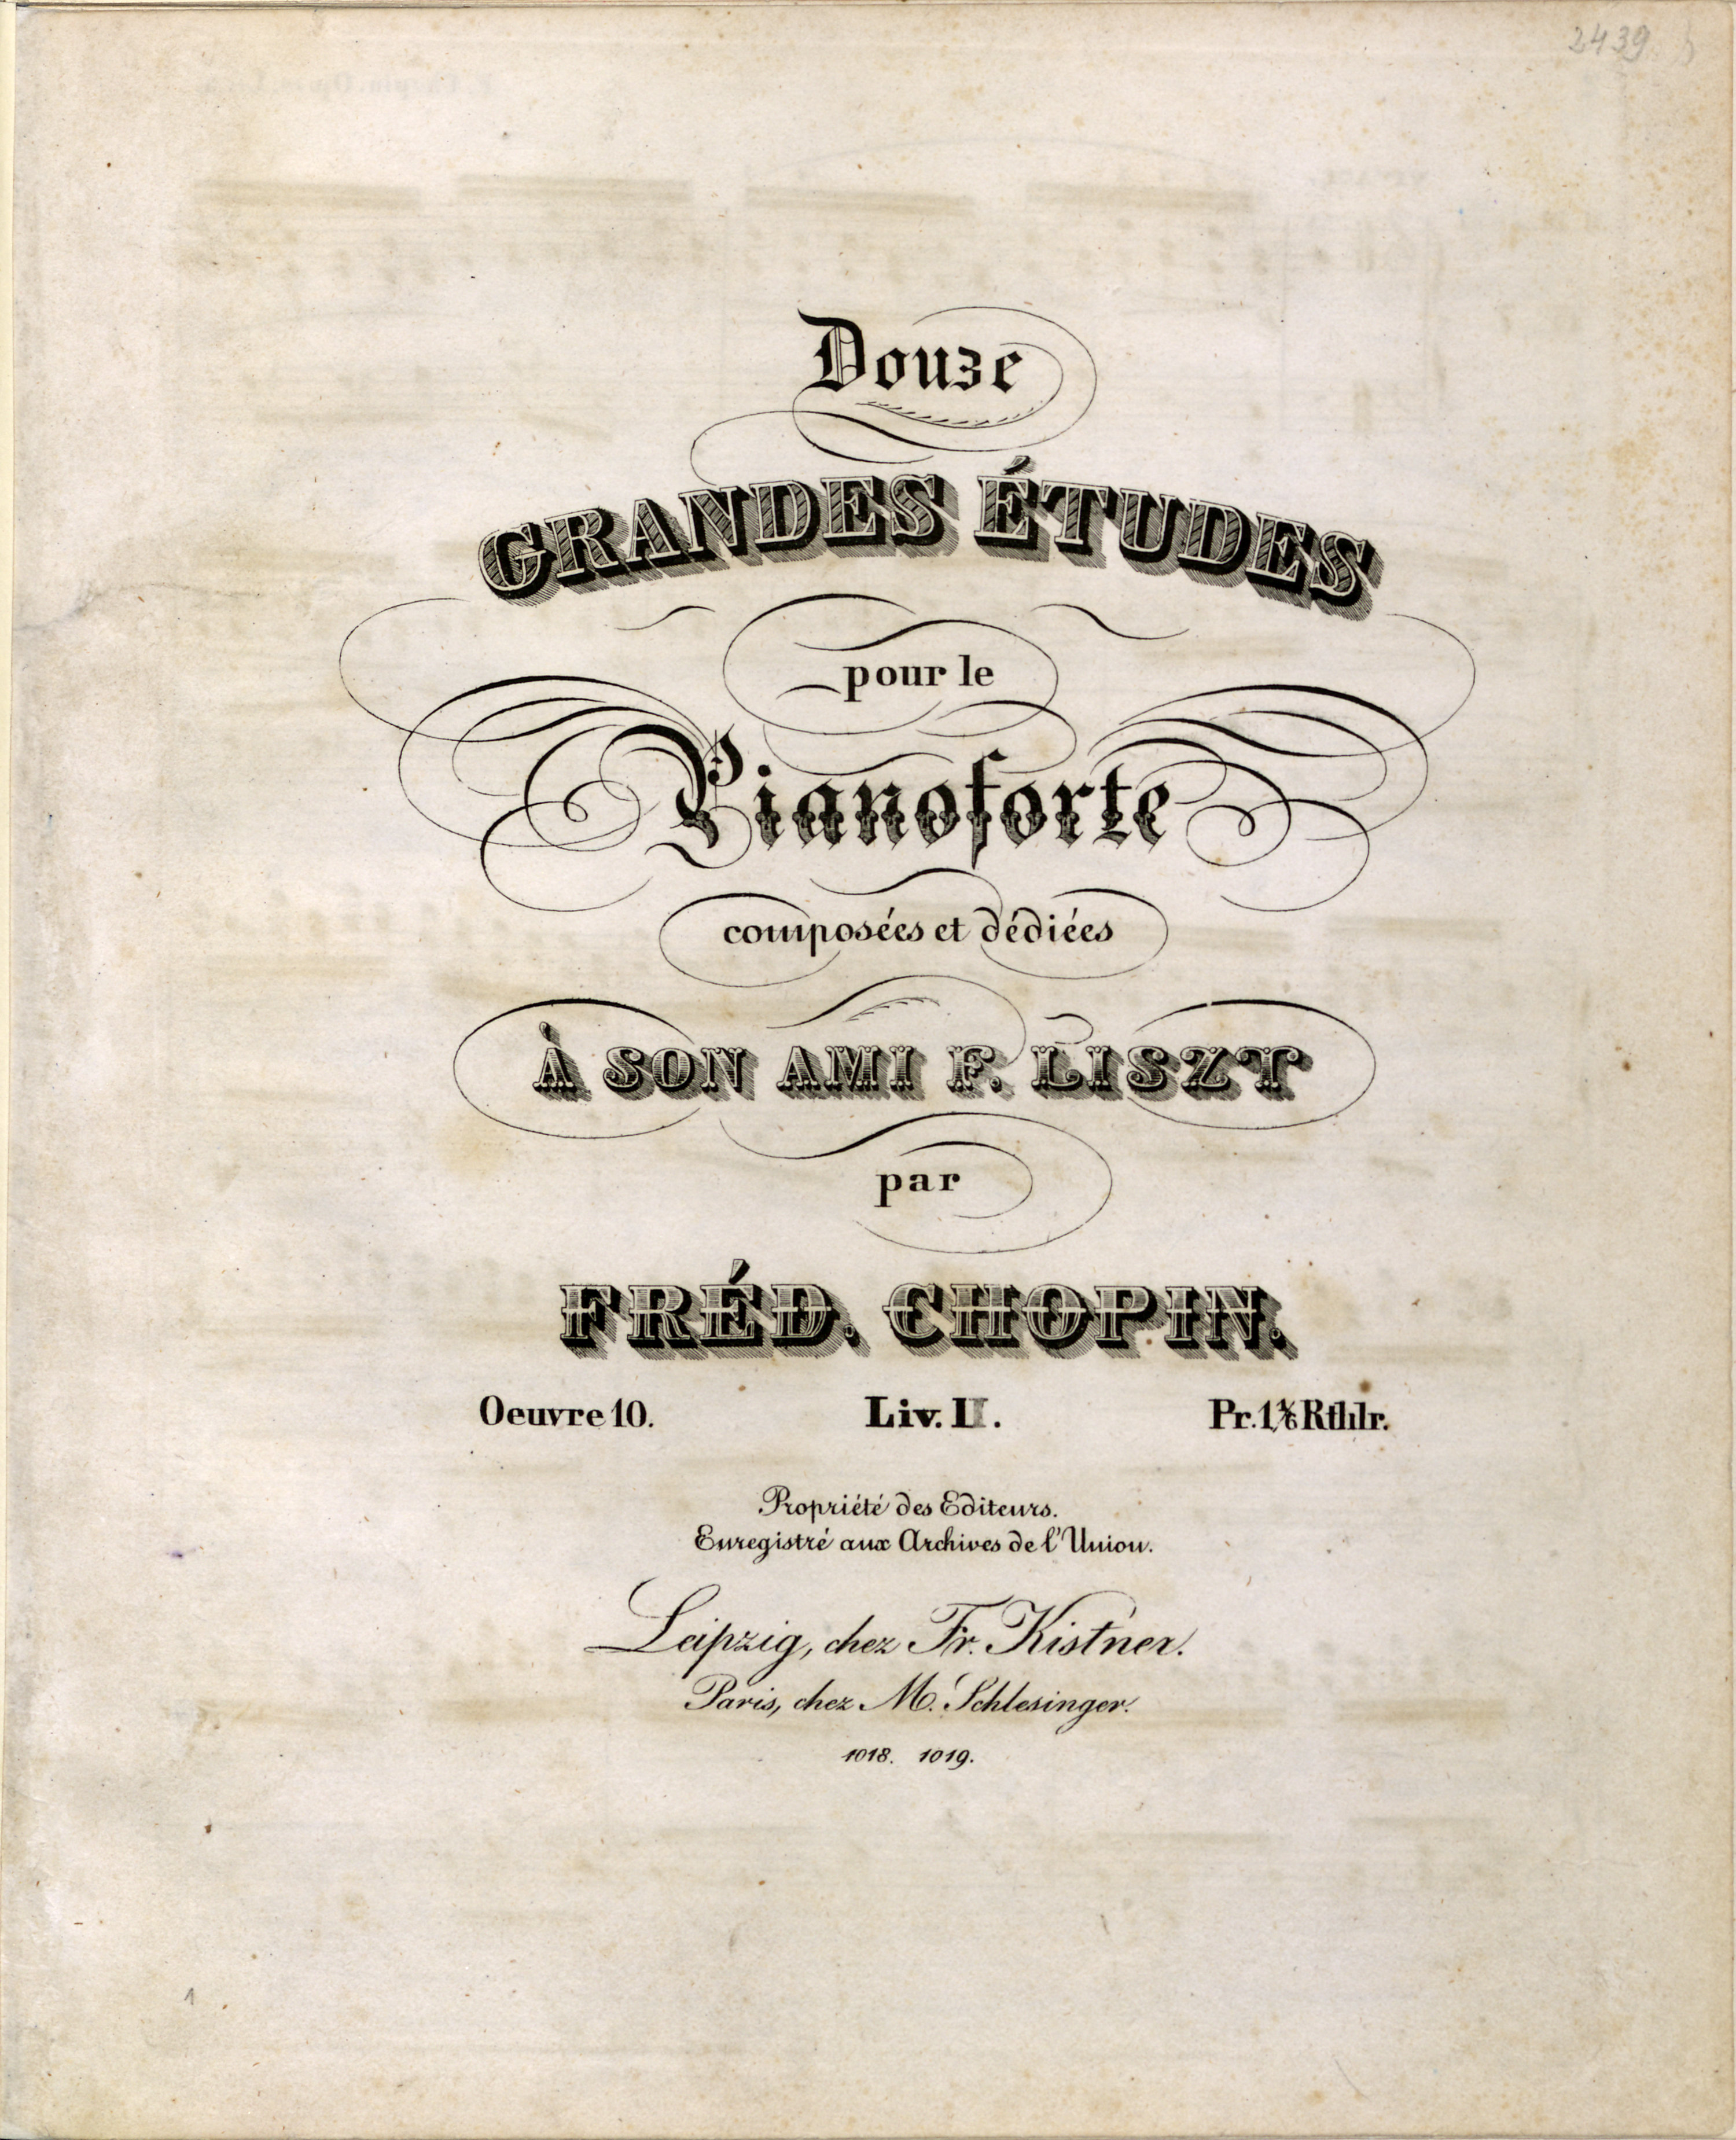 2439
Douze
GRANDES ÉTUDES
pour le
Pianoforte
composées et dédiées
À SON AMI F. LISZT
par
FRÉD. CHOPIN.
Oeuvre 10. Liv. II. Pr. 1 Rthlr.
Propriété des Editeurs.
Enregistré aux Archives de l'Union.
Leipzig, chez Fr. Kistner.
Paris, chez M. Schlesinger.
1018. 1019.
1